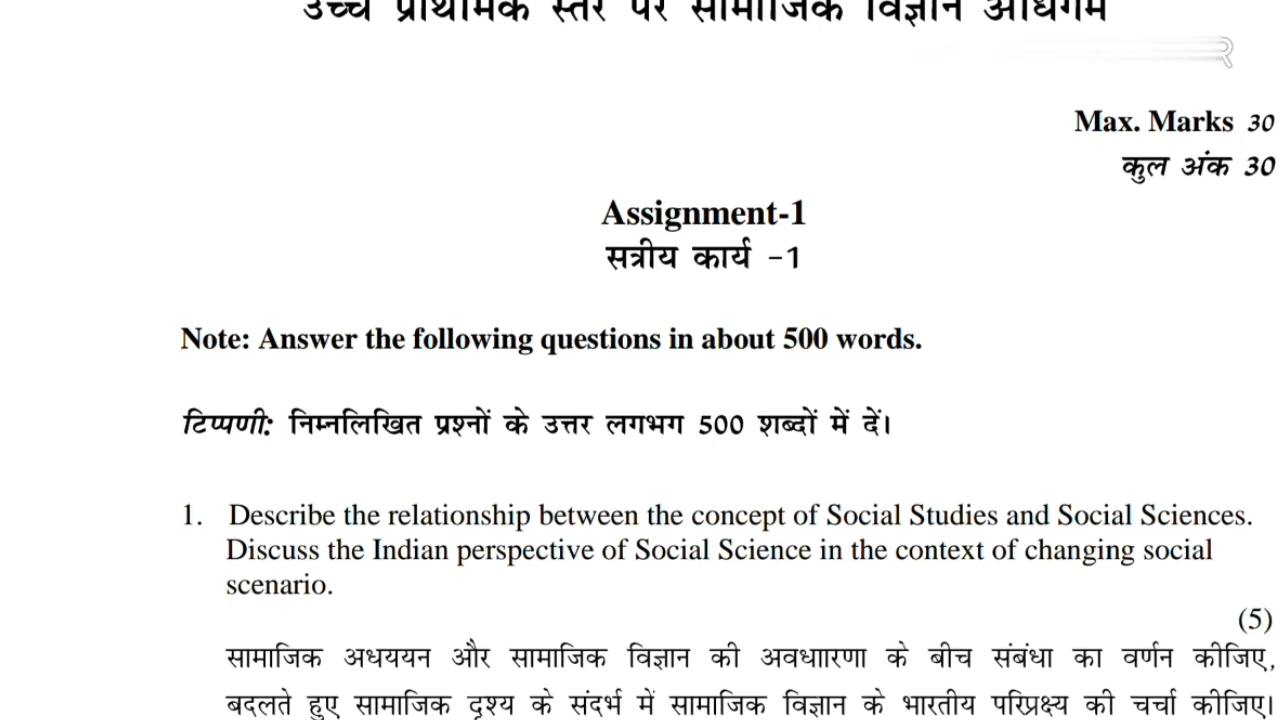 उच्च प्राथमिक स्तर पर सामाजिक विज्ञान अधिगम
Max. Marks 30
कुल अंक 30
Assignment-1
सत्रीय कार्य -1
Note: Answer the following questions in about 500 words.
टिप्पणी: निम्नलिखित प्रश्नों के उत्तर लगभग 500 शब्दों में दें।
1. Describe the relationship between the concept of Social Studies and Social Sciences.
Discuss the Indian perspective of Social Science in the context of changing social
scenario.
(5)
सामाजिक अधययन और सामाजिक विज्ञान की अवधाारणा के बीच संबंधा का वर्णन कीजिए,
बदलते हुए सामाजिक दृश्य के संदर्भ में सामाजिक विज्ञान के भारतीय परिप्रक्ष्य की चर्चा कीजिए।